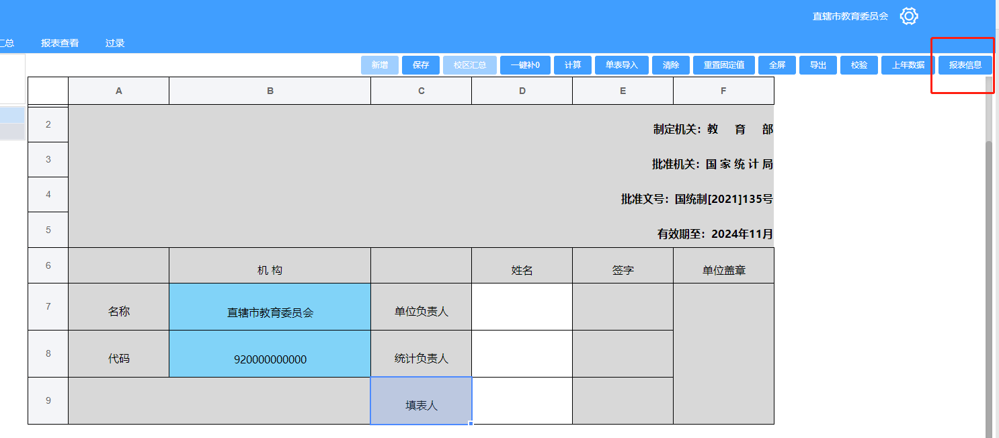 直辖市教育委员会
汇总 报表查看 过录
新增 保存 校区汇总 一键补0 计算 单表导入 清除 重置固定值 全屏 导出 校验 上年数据 报表信息
A B C D E F
2 制定机关：教 育 部
3 批准机关：国 家 统 计 局
4 批准文号：国统制[2021]135号
5 有效期至：2024年11月
6 机 构 姓名 签字 单位盖章
7 名称 直辖市教育委员会 单位负责人
8 代码 920000000000 统计负责人
9 填表人